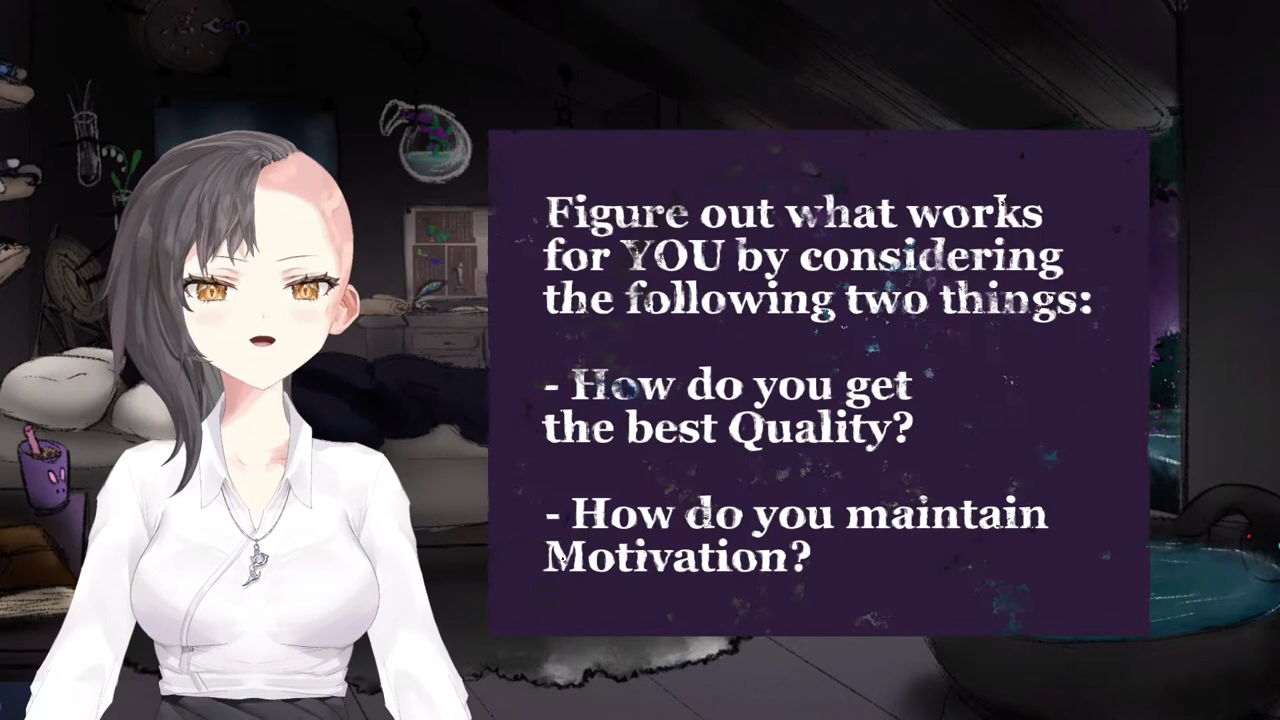 Figure out what works
for YOU by considering
the following two things:
- How do you get
the best Quality?
- How do you maintain
Motivation?